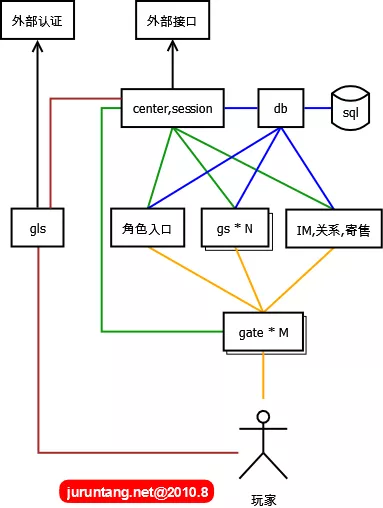 外部认证
外部接口
center,session
db
sql
gls
角色入口
gs * N
IM,关系,寄售
gate * M
juruntang.net@2010.8
玩家